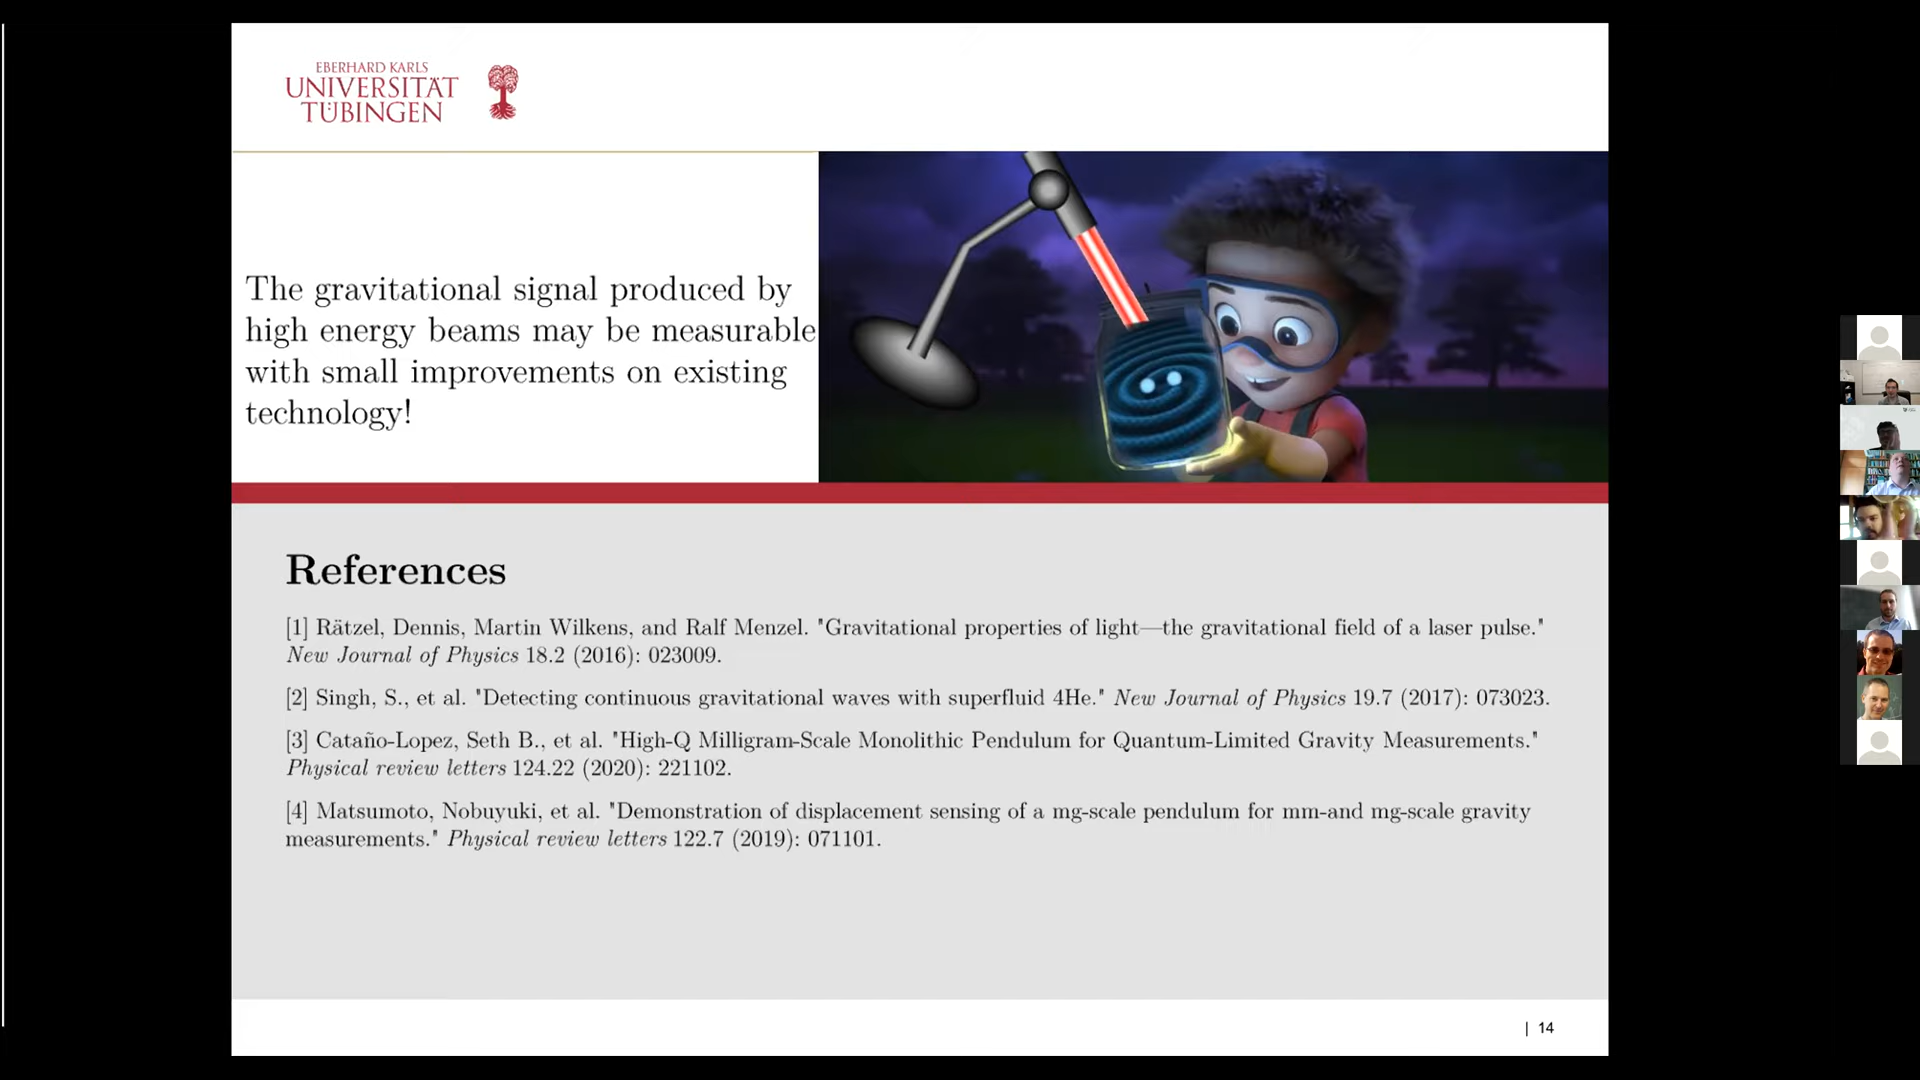 EBERHARD KARLS
UNIVERSITÄT
TÜBINGEN
The gravitational signal produced by
high energy beams may be measurable
with small improvements on existing
technology!
References
[1] Rätzel, Dennis, Martin Wilkens, and Ralf Menzel. "Gravitational properties of light—the gravitational field of a laser pulse."
New Journal of Physics 18.2 (2016): 023009.
[2] Singh, S., et al. "Detecting continuous gravitational waves with superfluid 4He." New Journal of Physics 19.7 (2017): 073023.
[3] Cataño-Lopez, Seth B., et al. "High-Q Milligram-Scale Monolithic Pendulum for Quantum-Limited Gravity Measurements."
Physical review letters 124.22 (2020): 221102.
[4] Matsumoto, Nobuyuki, et al. "Demonstration of displacement sensing of a mg-scale pendulum for mm-and mg-scale gravity
measurements." Physical review letters 122.7 (2019): 071101.
| 14